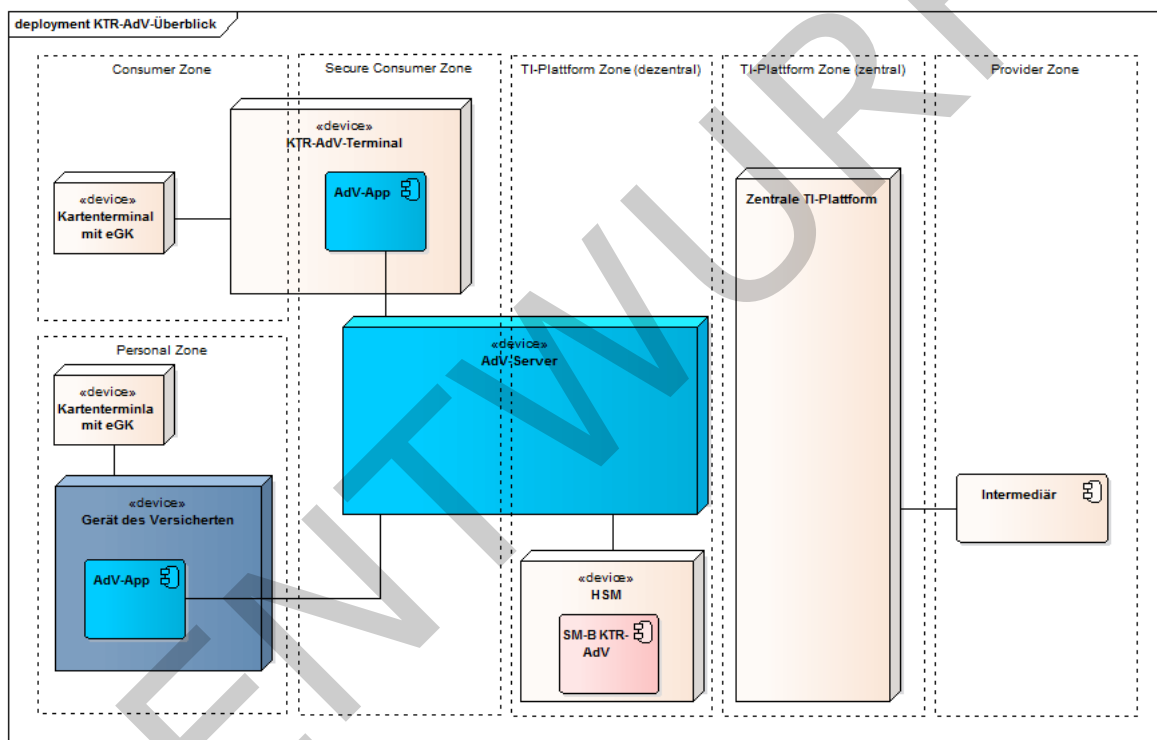 deployment KTR-AdV-Überblick
Consumer Zone
Secure Consumer Zone
TI-Plattform Zone (dezentral)
TI-Plattform Zone (zentral)
Provider Zone
«device»
KTR-AdV-Terminal
AdV-App
«device»
Kartenterminal
mit eGK
Zentrale TI-Plattform
«device»
AdV-Server
Personal Zone
«device»
Kartenterminla
mit eGK
«device»
Gerät des Versicherten
AdV-App
«device»
HSM
SM-B KTR-
AdV
Intermediär
ENTWURF